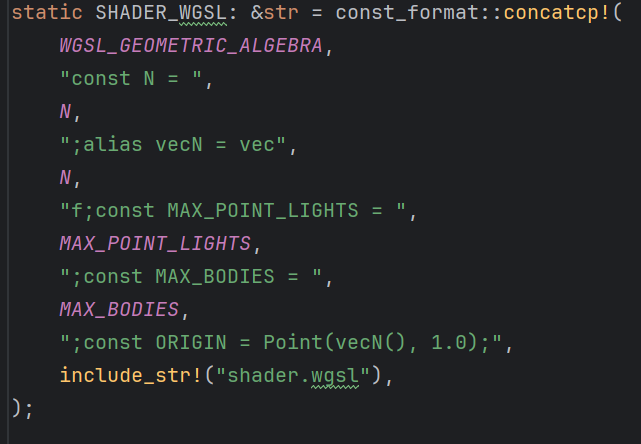 static SHADER_WGSL: &str = const_format::concatcp!(
    WGSL_GEOMETRIC_ALGEBRA,
    "const N = ",
    N,
    ";alias vecN = vec",
    N,
    "f;const MAX_POINT_LIGHTS = ",
    MAX_POINT_LIGHTS,
    ";const MAX_BODIES = ",
    MAX_BODIES,
    ";const ORIGIN = Point(vecN(), 1.0);",
    include_str!("shader.wgsl"),
);